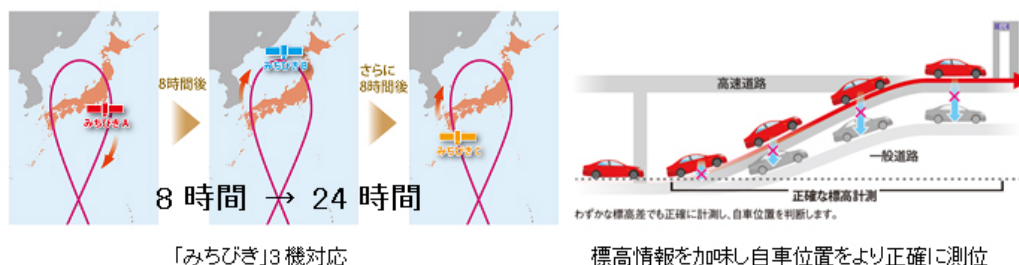 みちびきA
8時間後
みちびきB
さらに
8時間後
みちびきC
8時間 → 24時間
「みちびき」3機対応
高速道路
一般道路
正確な標高計測
わずかな標高差でも正確に計測し、自車位置を判断します。
標高情報を加味し自車位置をより正確に測位